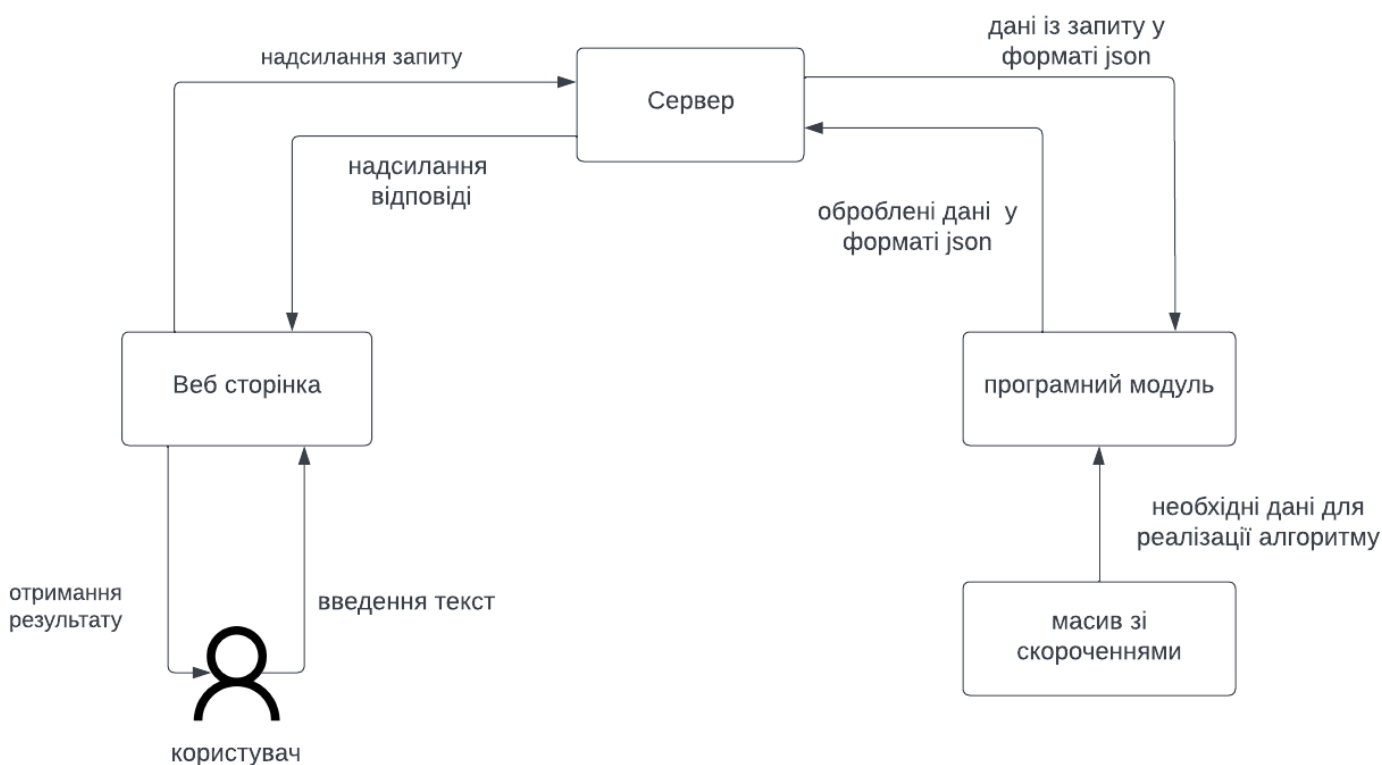 дані із запиту у
форматі json
надсилання запиту
Сервер
надсилання
відповіді
оброблені дані  у
форматі json
Веб сторінка
програмний модуль
необхідні дані для
реалізації алгоритму
отримання
результату
введення текст
масив зі
скороченнями
користувач